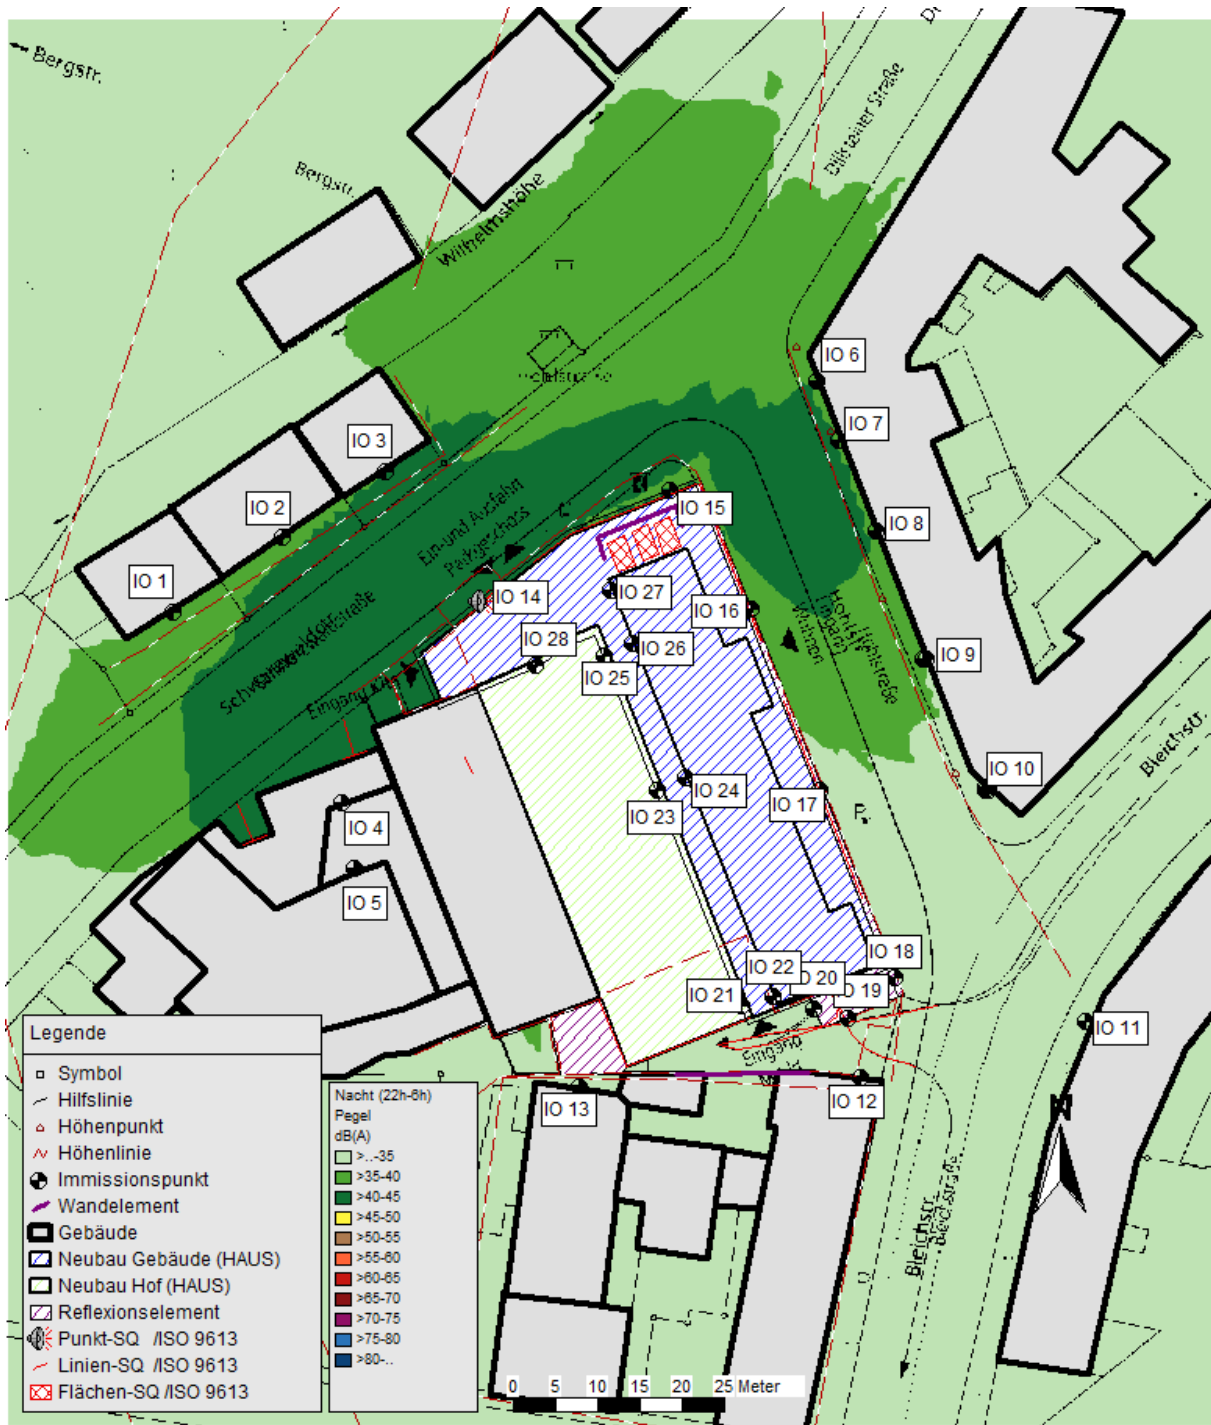 Bergstr.
Bergstr.
Wilhelmshöhe
Dillsteiner Straße
IO 6
IO 7
IO 3
IO 2
IO 1
IO 8
IO 15
Ein-und Ausfahrt
Parkgeschoss
IO 14
IO 27
IO 16
IO 28
IO 26
IO 25
IO 9
Wohnen
Eingang Kita
IO 10
Bleichstr.
IO 24
IO 23
IO 17
P.
IO 4
IO 5
IO 18
IO 22
IO 20
IO 21
IO 19
IO 11
Eingang
IO 12
IO 13
N
Bleichstr.
Bleichstraße
Legende
Symbol
Hilfslinie
Höhenpunkt
Höhenlinie
Immissionspunkt
Wandelement
Gebäude
Neubau Gebäude (HAUS)
Neubau Hof (HAUS)
Reflexionselement
Punkt-SQ /ISO 9613
Linien-SQ /ISO 9613
Flächen-SQ /ISO 9613
Nacht (22h-6h)
Pegel
dB(A)
>..-35
>35-40
>40-45
>45-50
>50-55
>55-60
>60-65
>65-70
>70-75
>75-80
>80-..
0 5 10 15 20 25 Meter